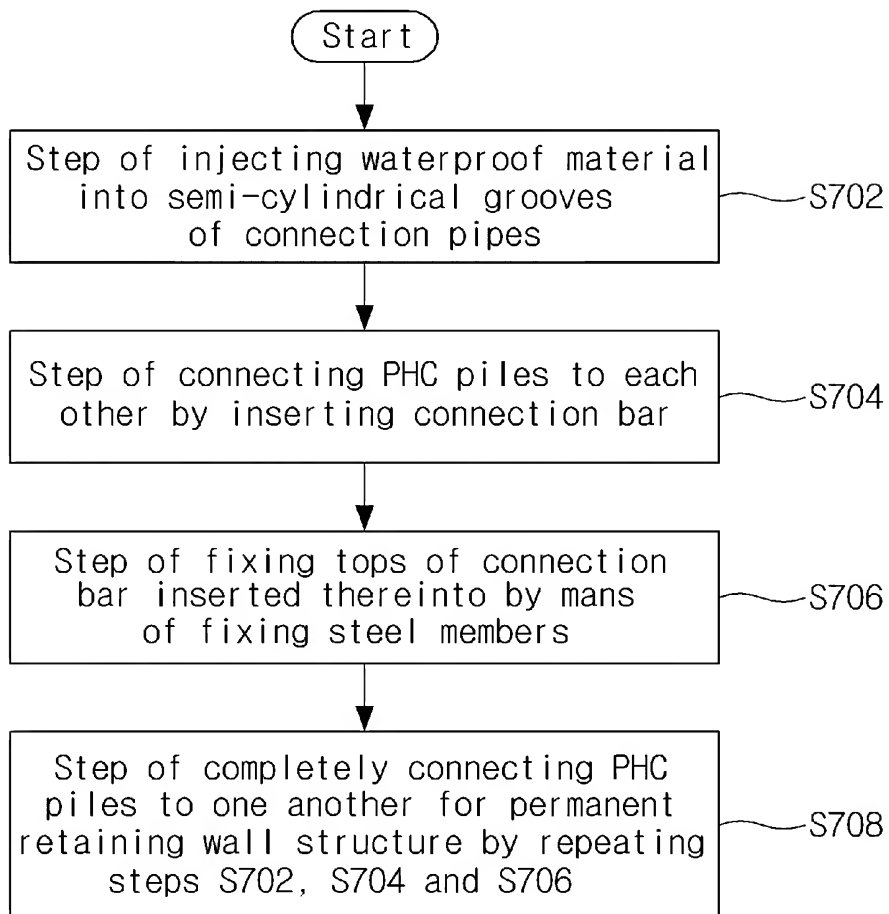 Start
Step of injecting waterproof material
into semi-cylindrical grooves
of connection pipes
S702
Step of connecting PHC piles to each
other by inserting connection bar
S704
Step of fixing tops of connection
bar inserted thereinto by mans
of fixing steel members
S706
Step of completely connecting PHC
piles to one another for permanent
retaining wall structure by repeating
steps S702, S704 and S706
S708